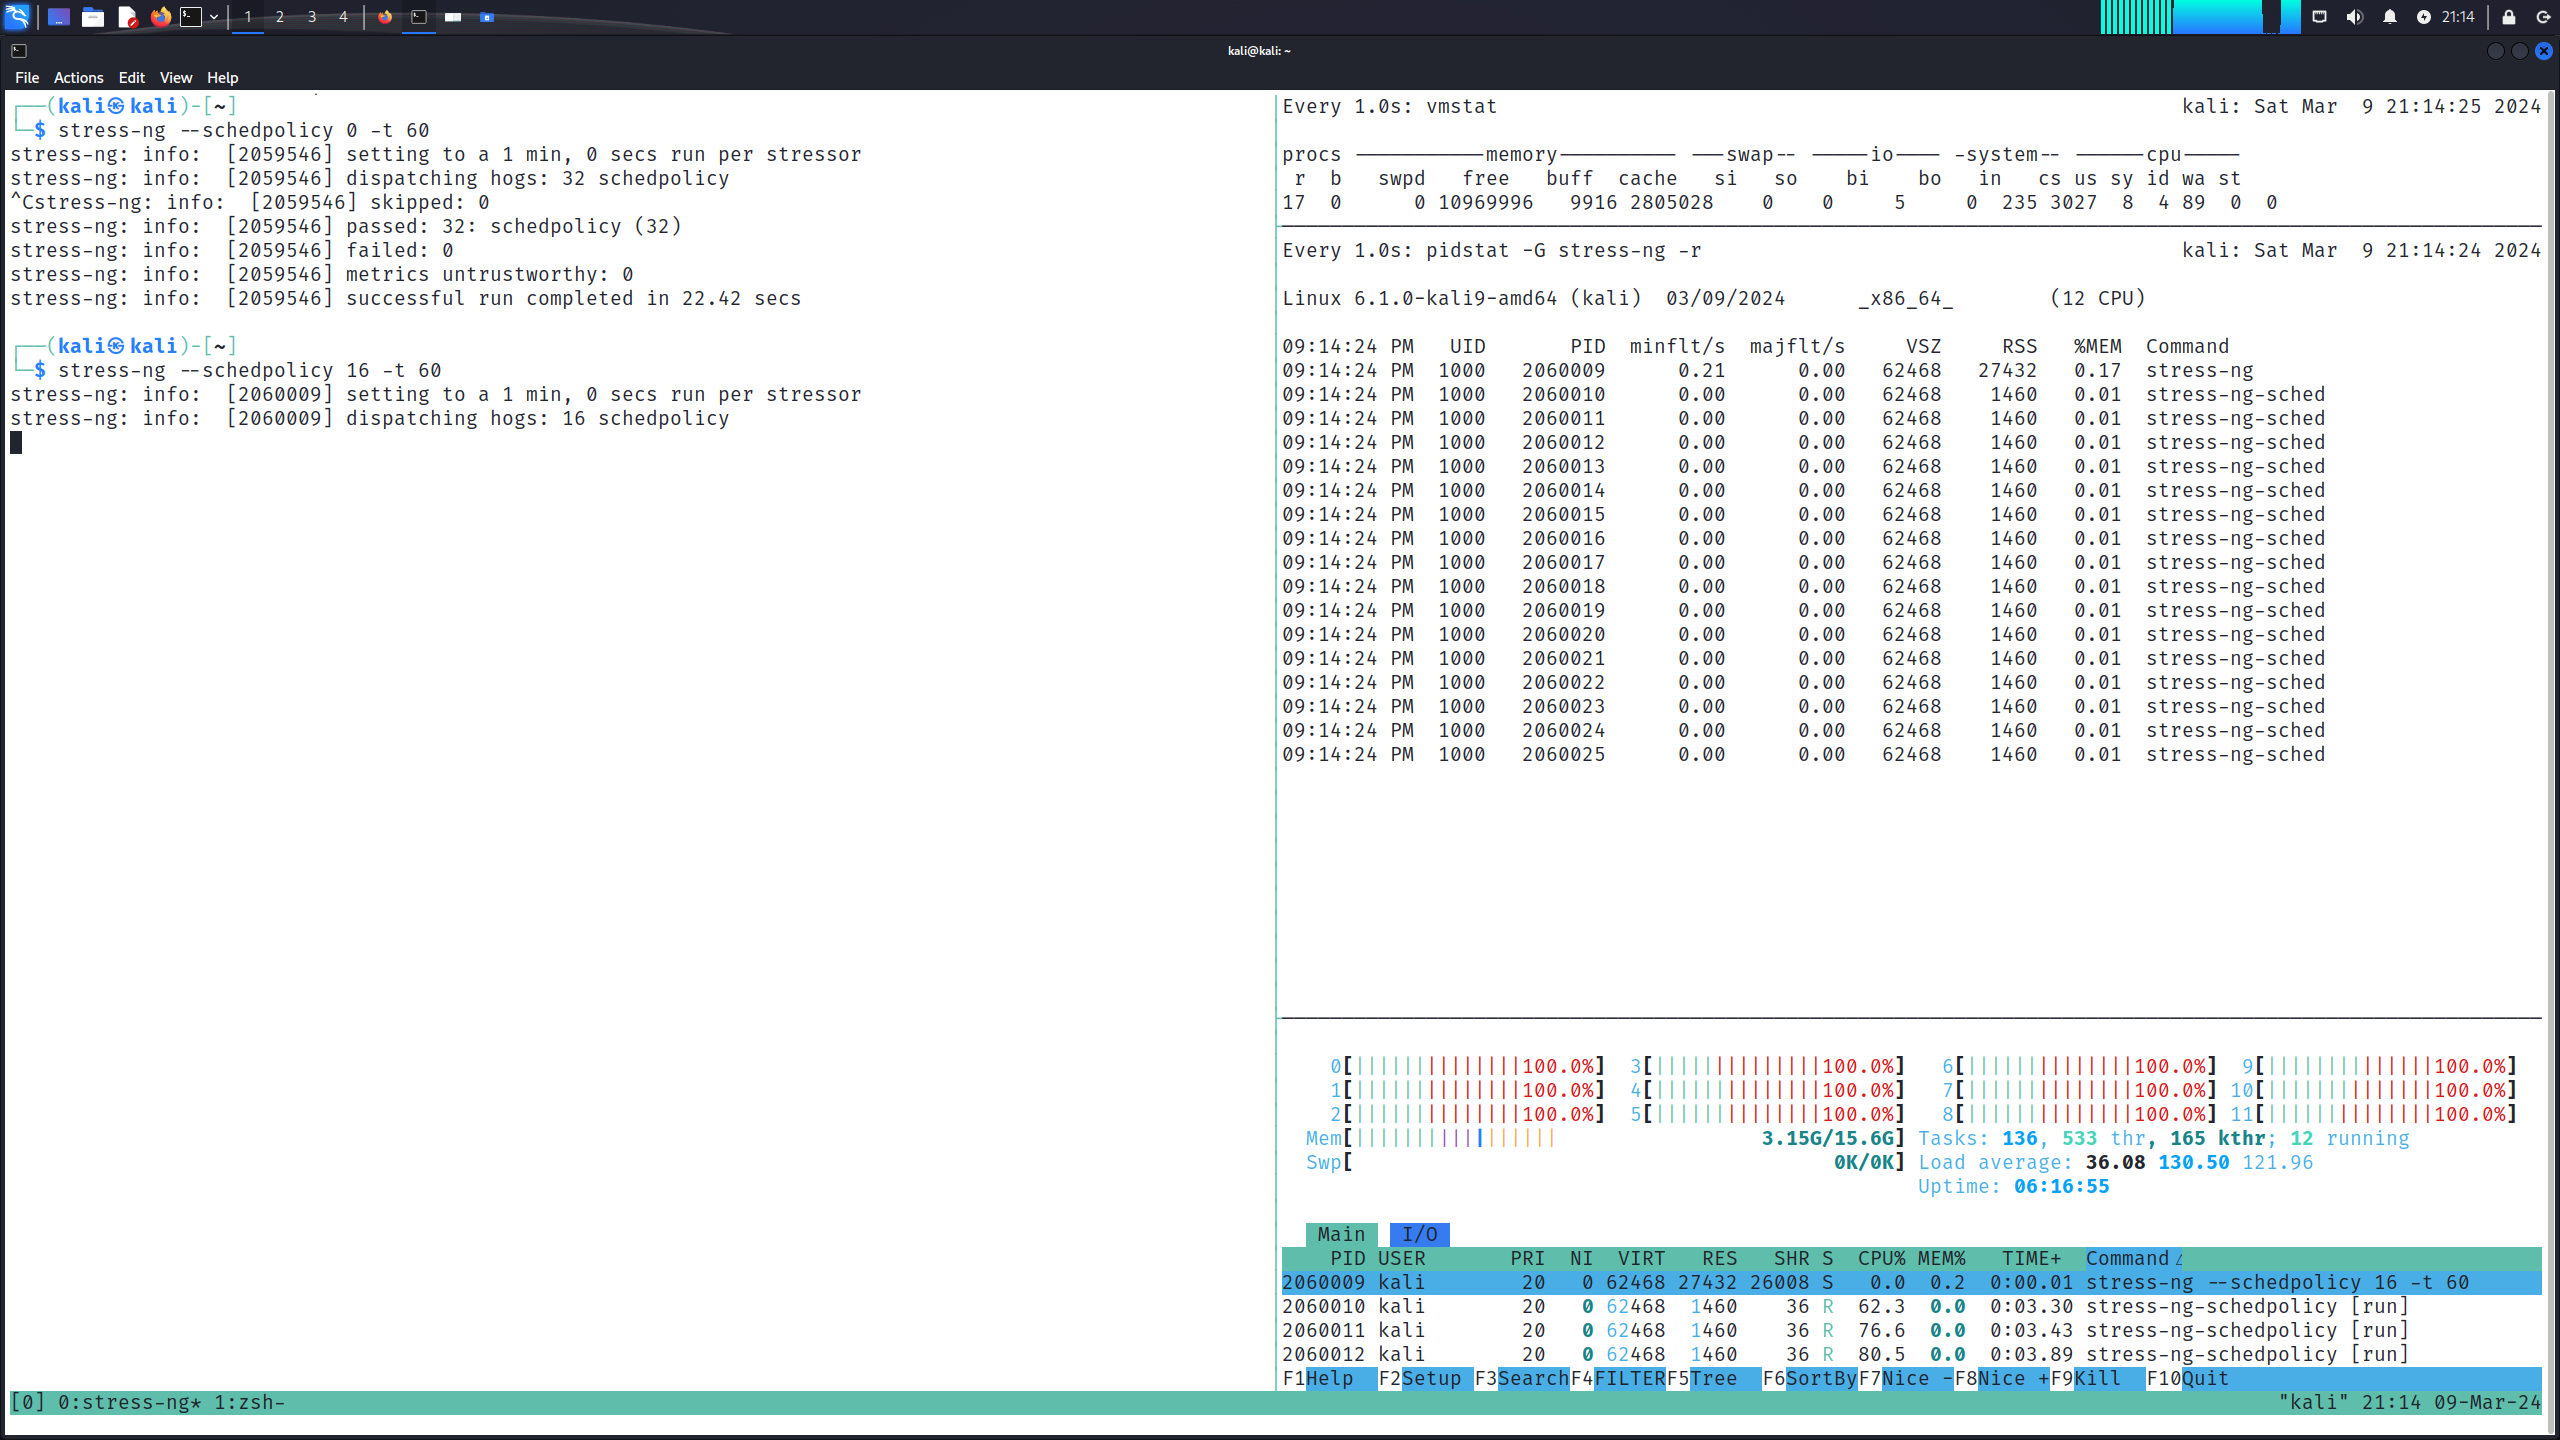 1 2 3 4 21:14
kali@kali: ~
File Actions Edit View Help
(kali㉿kali)-[~]
$ stress-ng --schedpolicy 0 -t 60
stress-ng: info:  [2059546] setting to a 1 min, 0 secs run per stressor
stress-ng: info:  [2059546] dispatching hogs: 32 schedpolicy
^Cstress-ng: info:  [2059546] skipped: 0
stress-ng: info:  [2059546] passed: 32: schedpolicy (32)
stress-ng: info:  [2059546] failed: 0
stress-ng: info:  [2059546] metrics untrustworthy: 0
stress-ng: info:  [2059546] successful run completed in 22.42 secs
(kali㉿kali)-[~]
$ stress-ng --schedpolicy 16 -t 60
stress-ng: info:  [2060009] setting to a 1 min, 0 secs run per stressor
stress-ng: info:  [2060009] dispatching hogs: 16 schedpolicy
Every 1.0s: vmstat kali: Sat Mar  9 21:14:25 2024
procs -----------memory---------- ---swap-- -----io---- -system-- ------cpu-----
r b swpd free buff cache si so bi bo in cs us sy id wa st
17 0 0 10969996 9916 2805028 0 0 5 0 235 3027 8 4 89 0 0
Every 1.0s: pidstat -G stress-ng -r kali: Sat Mar  9 21:14:24 2024
Linux 6.1.0-kali9-amd64 (kali) 03/09/2024 _x86_64_ (12 CPU)
09:14:24 PM UID PID minflt/s majflt/s VSZ RSS %MEM Command
09:14:24 PM 1000 2060009 0.21 0.00 62468 27432 0.17 stress-ng
09:14:24 PM 1000 2060010 0.00 0.00 62468 1460 0.01 stress-ng-sched
09:14:24 PM 1000 2060011 0.00 0.00 62468 1460 0.01 stress-ng-sched
09:14:24 PM 1000 2060012 0.00 0.00 62468 1460 0.01 stress-ng-sched
09:14:24 PM 1000 2060013 0.00 0.00 62468 1460 0.01 stress-ng-sched
09:14:24 PM 1000 2060014 0.00 0.00 62468 1460 0.01 stress-ng-sched
09:14:24 PM 1000 2060015 0.00 0.00 62468 1460 0.01 stress-ng-sched
09:14:24 PM 1000 2060016 0.00 0.00 62468 1460 0.01 stress-ng-sched
09:14:24 PM 1000 2060017 0.00 0.00 62468 1460 0.01 stress-ng-sched
09:14:24 PM 1000 2060018 0.00 0.00 62468 1460 0.01 stress-ng-sched
09:14:24 PM 1000 2060019 0.00 0.00 62468 1460 0.01 stress-ng-sched
09:14:24 PM 1000 2060020 0.00 0.00 62468 1460 0.01 stress-ng-sched
09:14:24 PM 1000 2060021 0.00 0.00 62468 1460 0.01 stress-ng-sched
09:14:24 PM 1000 2060022 0.00 0.00 62468 1460 0.01 stress-ng-sched
09:14:24 PM 1000 2060023 0.00 0.00 62468 1460 0.01 stress-ng-sched
09:14:24 PM 1000 2060024 0.00 0.00 62468 1460 0.01 stress-ng-sched
09:14:24 PM 1000 2060025 0.00 0.00 62468 1460 0.01 stress-ng-sched
0[||||||||||||||100.0%] 3[||||||||||||||100.0%] 6[||||||||||||||100.0%] 9[||||||||||||||100.0%]
1[||||||||||||||100.0%] 4[||||||||||||||100.0%] 7[||||||||||||||100.0%] 10[||||||||||||||100.0%]
2[||||||||||||||100.0%] 5[||||||||||||||100.0%] 8[||||||||||||||100.0%] 11[||||||||||||||100.0%]
Mem[||||||||||||||||| 3.15G/15.6G] Tasks: 136, 533 thr, 165 kthr; 12 running
Swp[ 0K/0K] Load average: 36.08 130.50 121.96
Uptime: 06:16:55
Main I/O
PID USER PRI NI VIRT RES SHR S CPU% MEM% TIME+ Command△
2060009 kali 20 0 62468 27432 26008 S 0.0 0.2 0:00.01 stress-ng --schedpolicy 16 -t 60
2060010 kali 20 0 62468 1460 36 R 62.3 0.0 0:03.30 stress-ng-schedpolicy [run]
2060011 kali 20 0 62468 1460 36 R 76.6 0.0 0:03.43 stress-ng-schedpolicy [run]
2060012 kali 20 0 62468 1460 36 R 80.5 0.0 0:03.89 stress-ng-schedpolicy [run]
F1Help F2Setup F3SearchF4FILTERF5Tree F6SortByF7Nice -F8Nice +F9Kill F10Quit
[0] 0:stress-ng* 1:zsh- "kali" 21:14 09-Mar-24